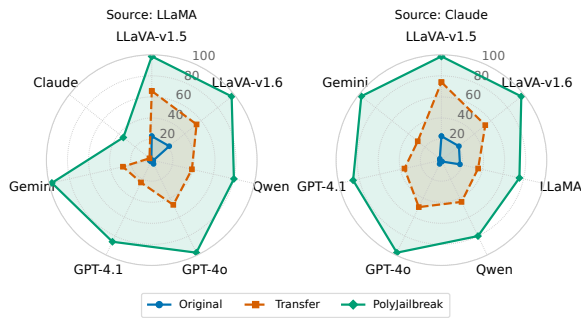 Source: LLaMA
LLaVA-v1.5
100
80
60
40
20
LLaVA-v1.6
Claude
Qwen
Gemini
GPT-4.1
GPT-4o
Source: Claude
LLaVA-v1.5
100
80
60
40
20
LLaVA-v1.6
Gemini
LLaMA
GPT-4.1
GPT-4o
Qwen
Original
Transfer
PolyJailbreak